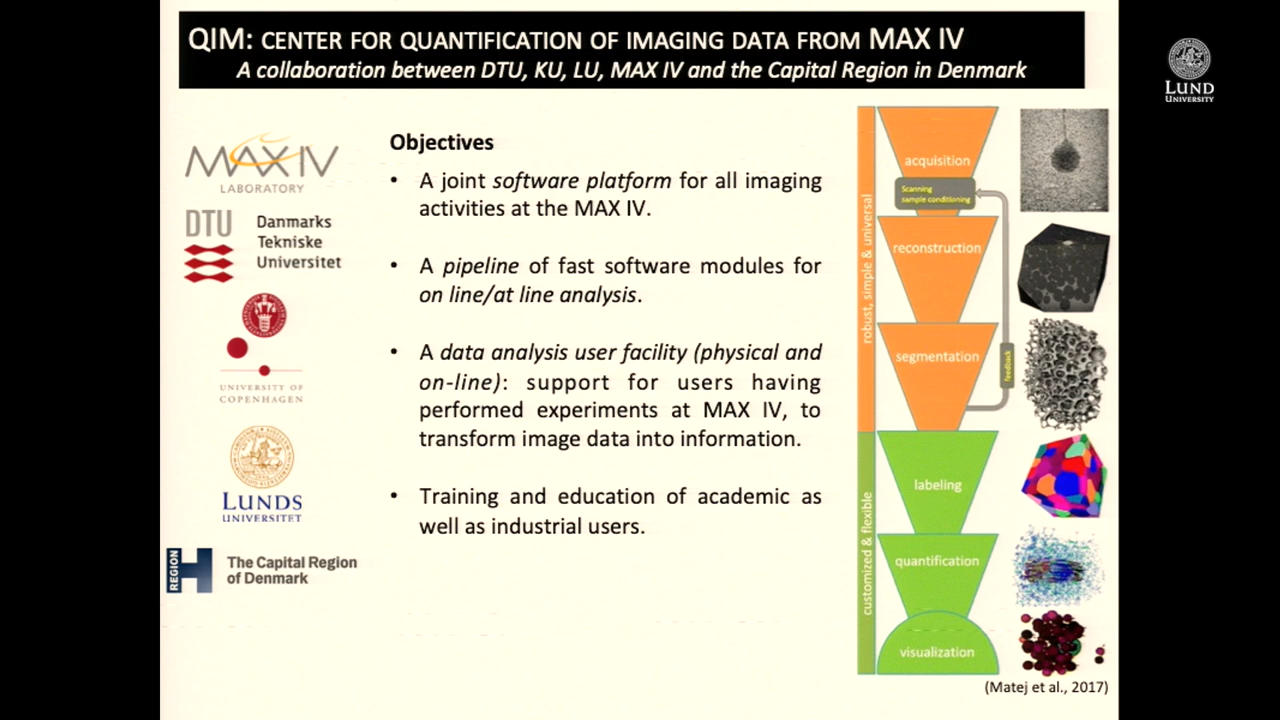 QIM: CENTER FOR QUANTIFICATION OF IMAGING DATA FROM MAX IV
A collaboration between DTU, KU, LU, MAX IV and the Capital Region in Denmark
LUND
UNIVERSITY
MAX IV
LABORATORY
DTU
Danmarks
Tekniske
Universitet
UNIVERSITY OF
COPENHAGEN
LUNDS
UNIVERSITET
REGION
H
The Capital Region
of Denmark
Objectives
• A joint software platform for all imaging
activities at the MAX IV.
• A pipeline of fast software modules for
on line/at line analysis.
• A data analysis user facility (physical and
on-line): support for users having
performed experiments at MAX IV, to
transform image data into information.
• Training and education of academic as
well as industrial users.
robust, simple & universal
customized & flexible
acquisition
Scanning
sample conditioning
reconstruction
segmentation
feedback
labeling
quantification
visualization
(Matej et al., 2017)